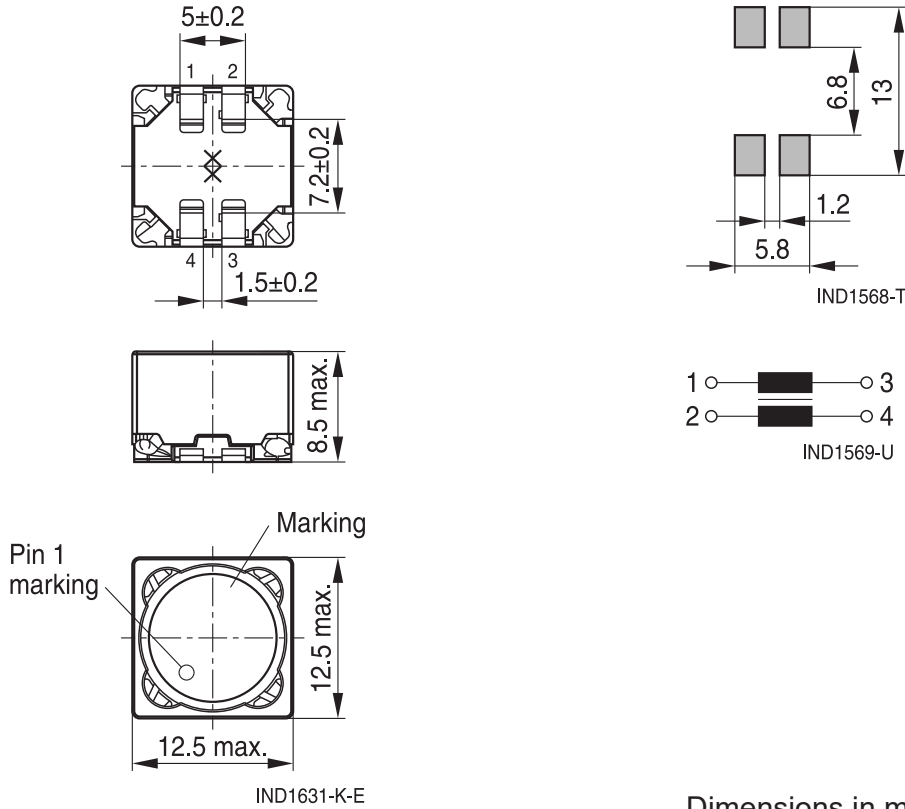 5±0.2
1 2
7.2±0.2
4 3
1.5±0.2
8.5 max.
Marking
Pin 1
marking
12.5 max.
12.5 max.
IND1631-K-E
6.8
13
1.2
5.8
IND1568-T
1 3
2 4
IND1569-U
Dimensions in m